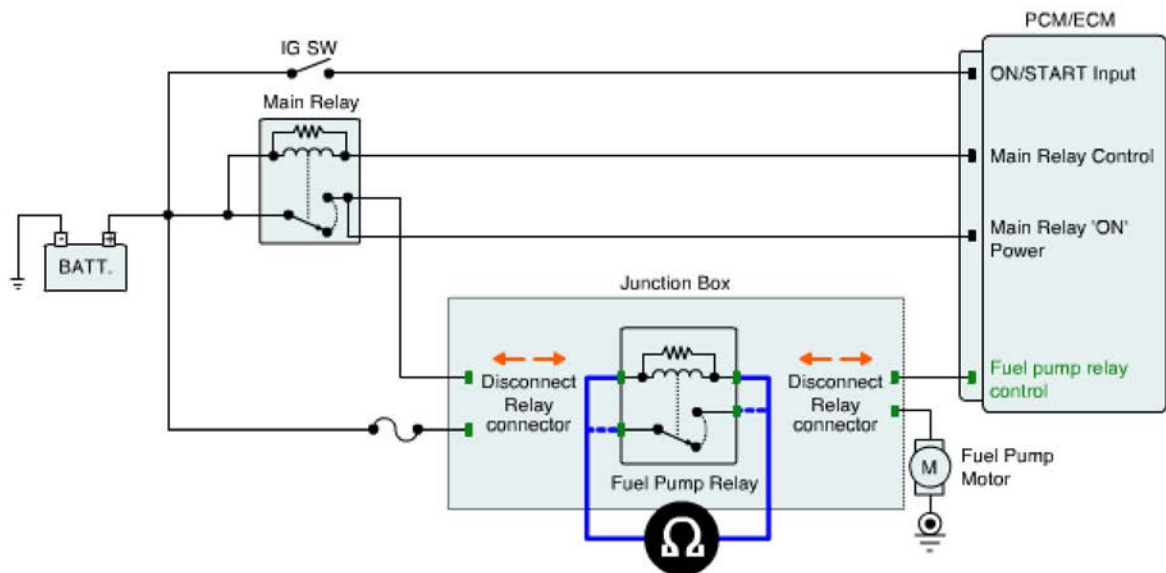 PCM/ECM
IG SW
ON/START Input
Main Relay
Main Relay Control
Main Relay 'ON'
Power
- +
BATT.
Junction Box
Disconnect
Relay
connector
Disconnect
Relay
connector
Fuel pump relay
control
Fuel Pump Relay
M
Fuel Pump
Motor
Ω